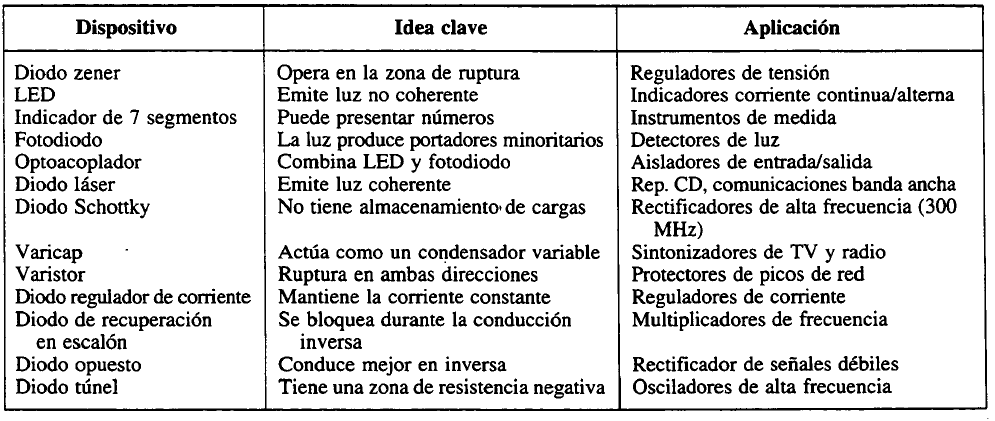 Dispositivo Idea clave Aplicación
Diodo zener Opera en la zona de ruptura Reguladores de tensión
LED Emite luz no coherente Indicadores corriente continua/alterna
Indicador de 7 segmentos Puede presentar números Instrumentos de medida
Fotodiodo La luz produce portadores minoritarios Detectores de luz
Optoacoplador Combina LED y fotodiodo Aisladores de entrada/salida
Diodo láser Emite luz coherente Rep. CD, comunicaciones banda ancha
Diodo Schottky No tiene almacenamiento de cargas Rectificadores de alta frecuencia (300
MHz)
Varicap Actúa como un condensador variable Sintonizadores de TV y radio
Varistor Ruptura en ambas direcciones Protectores de picos de red
Diodo regulador de corriente Mantiene la corriente constante Reguladores de corriente
Diodo de recuperación Se bloquea durante la conducción Multiplicadores de frecuencia
en escalón inversa
Diodo opuesto Conduce mejor en inversa Rectificador de señales débiles
Diodo túnel Tiene una zona de resistencia negativa Osciladores de alta frecuencia